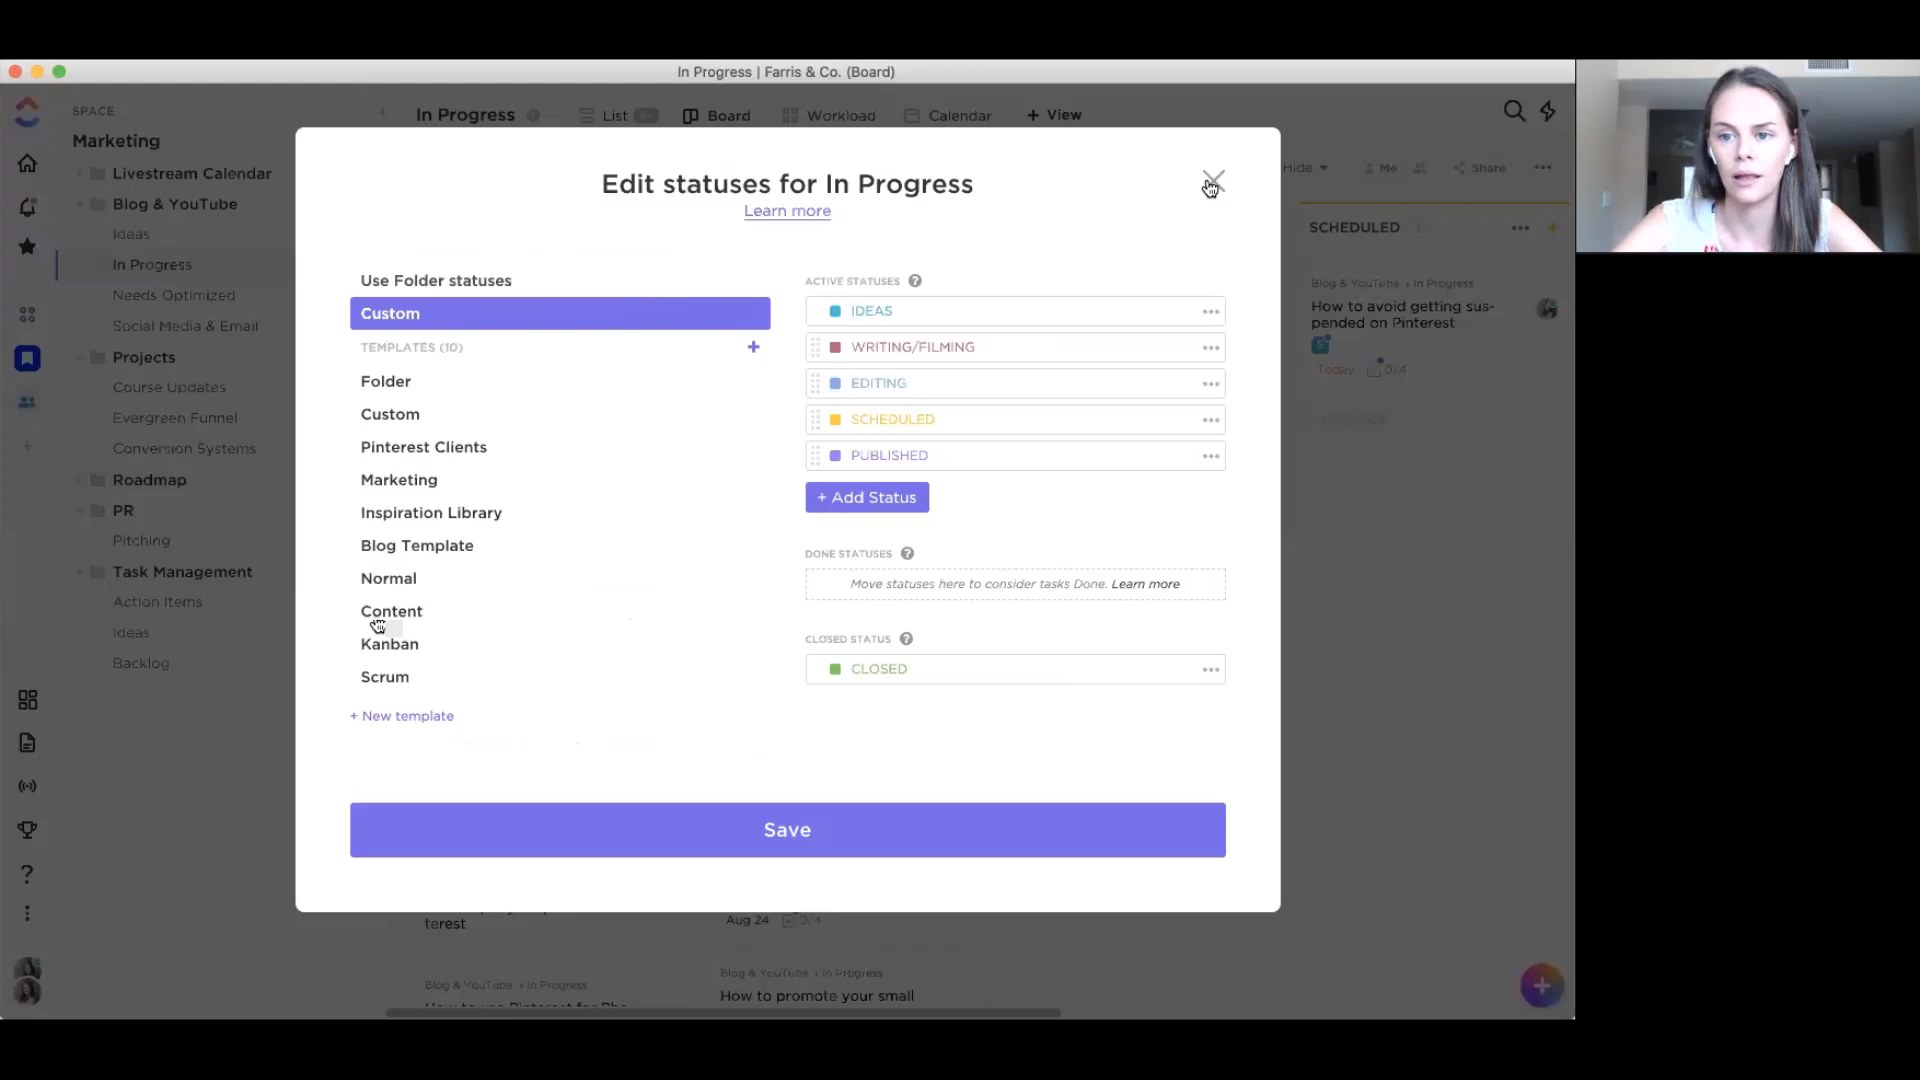 In Progress | Farris & Co. (Board)
SPACE
Marketing
Livestream Calendar
Blog & YouTube
Ideas
In Progress
Needs Optimized
Social Media & Email
Projects
Course Updates
Evergreen Funnel
Conversion Systems
Roadmap
PR
Pitching
Task Management
Action Items
Ideas
Backlog
In Progress
List
Board
Workload
Calendar
+ View
Hide
Me
Share
Edit statuses for In Progress
Learn more
Use Folder statuses
Custom
TEMPLATES (10)
Folder
Custom
Pinterest Clients
Marketing
Inspiration Library
Blog Template
Normal
Content
Kanban
Scrum
+ New template
ACTIVE STATUSES
IDEAS
WRITING/FILMING
EDITING
SCHEDULED
PUBLISHED
+ Add Status
DONE STATUSES
Move statuses here to consider tasks Done. Learn more
CLOSED STATUS
CLOSED
Save
SCHEDULED 1
Blog & YouTube › In Progress
How to avoid getting sus-
pended on Pinterest
Today 0/4
terest
Blog & YouTube › In Progress
Aug 24 0/4
Blog & YouTube › In Progress
How to promote your small